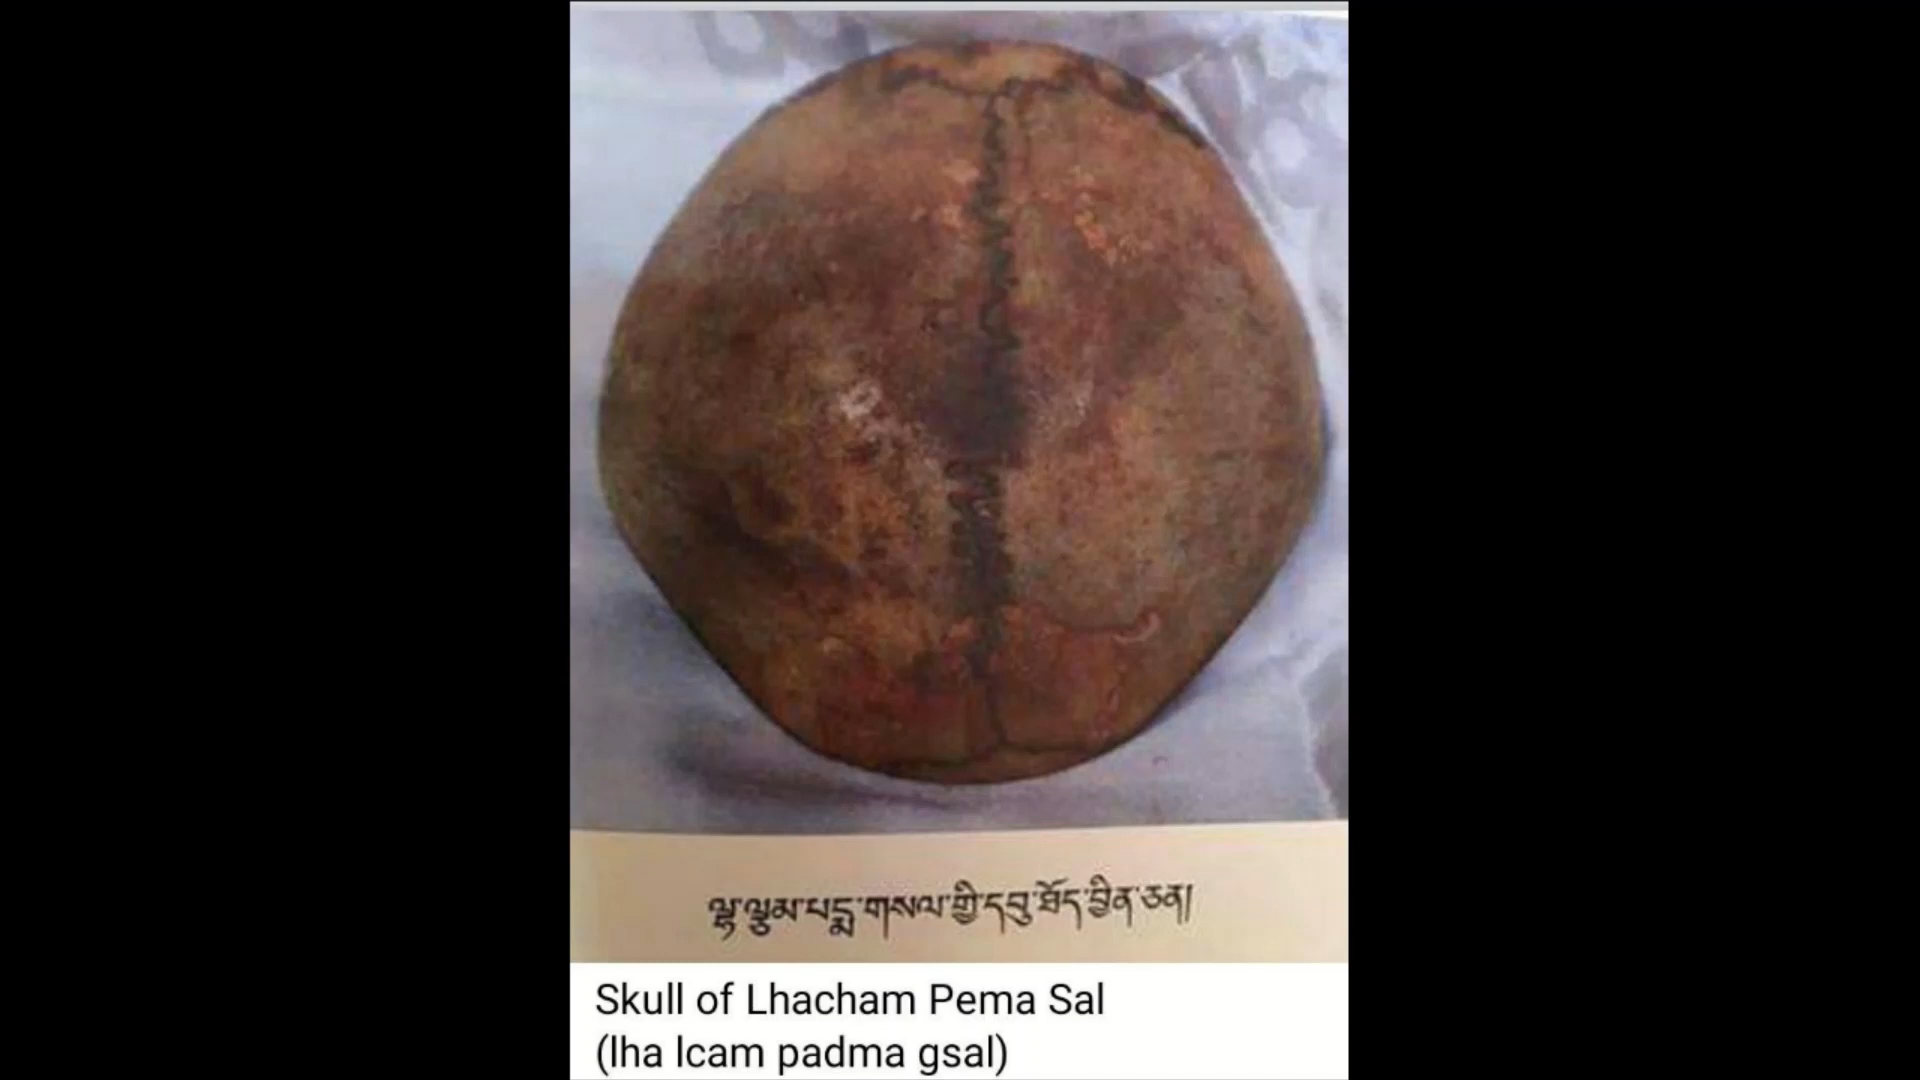 ལྷ་ལྕམ་པདྨ་གསལ་གྱི་དབུ་ཐོད་བྱིན་ཅན།
Skull of Lhacham Pema Sal
(lha lcam padma gsal)